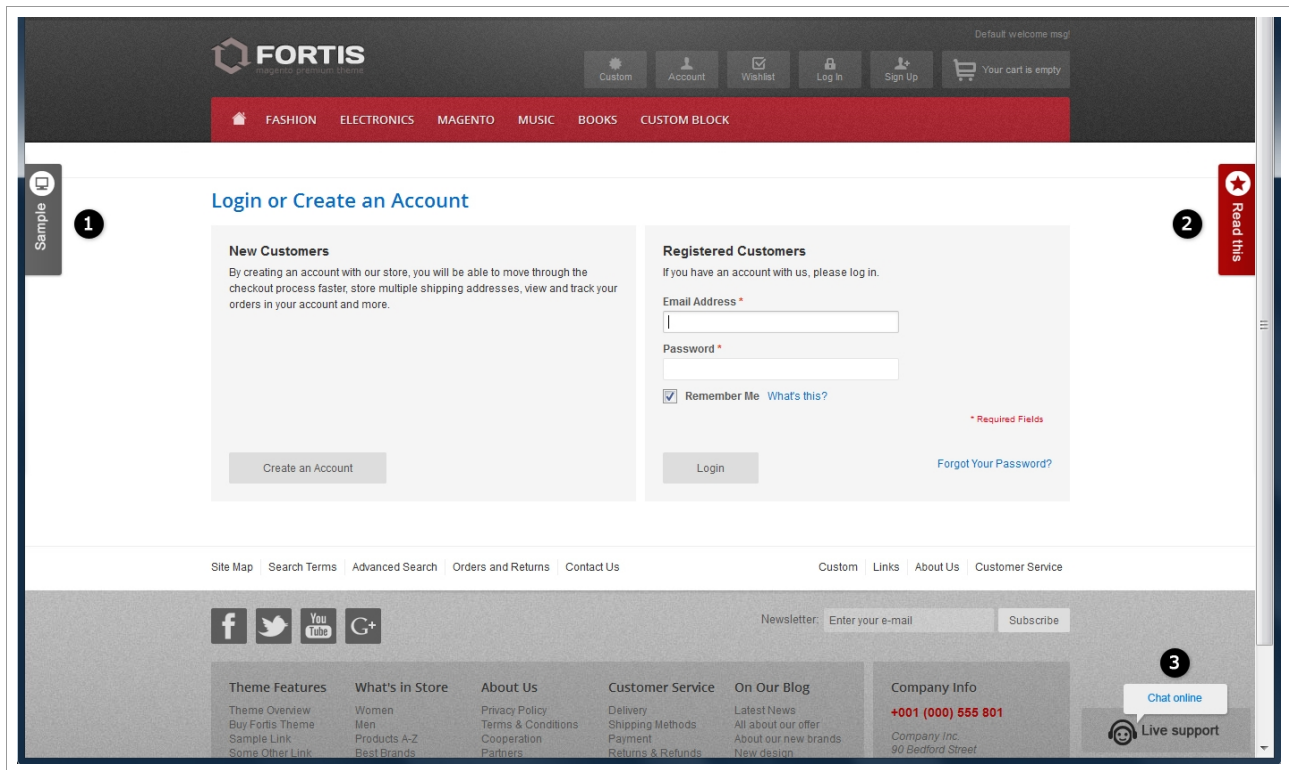 Default welcome msg!
FORTIS
magento premium theme
Custom
Account
Wishlist
Log In
Sign Up
Your cart is empty
FASHION ELECTRONICS MAGENTO MUSIC BOOKS CUSTOM BLOCK
Sample
1
2
Read this
Login or Create an Account
New Customers
By creating an account with our store, you will be able to move through the
checkout process faster, store multiple shipping addresses, view and track your
orders in your account and more.
Create an Account
Registered Customers
If you have an account with us, please log in.
Email Address *
Password *
Remember Me What's this?
* Required Fields
Login
Forgot Your Password?
Site Map Search Terms Advanced Search Orders and Returns Contact Us
Custom Links About Us Customer Service
f
You
Tube
G+
Newsletter: Enter your e-mail Subscribe
Theme Features
Theme Overview
Buy Fortis Theme
Sample Link
Some Other Link
What's in Store
Women
Men
Products A-Z
Best Brands
About Us
Privacy Policy
Terms & Conditions
Cooperation
Partners
Customer Service
Delivery
Shipping Methods
Payment
Returns & Refunds
On Our Blog
Latest News
All about our offer
About our new brands
New design
Company Info
+001 (000) 555 801
Company Inc.
90 Bedford Street
3
Chat online
Live support